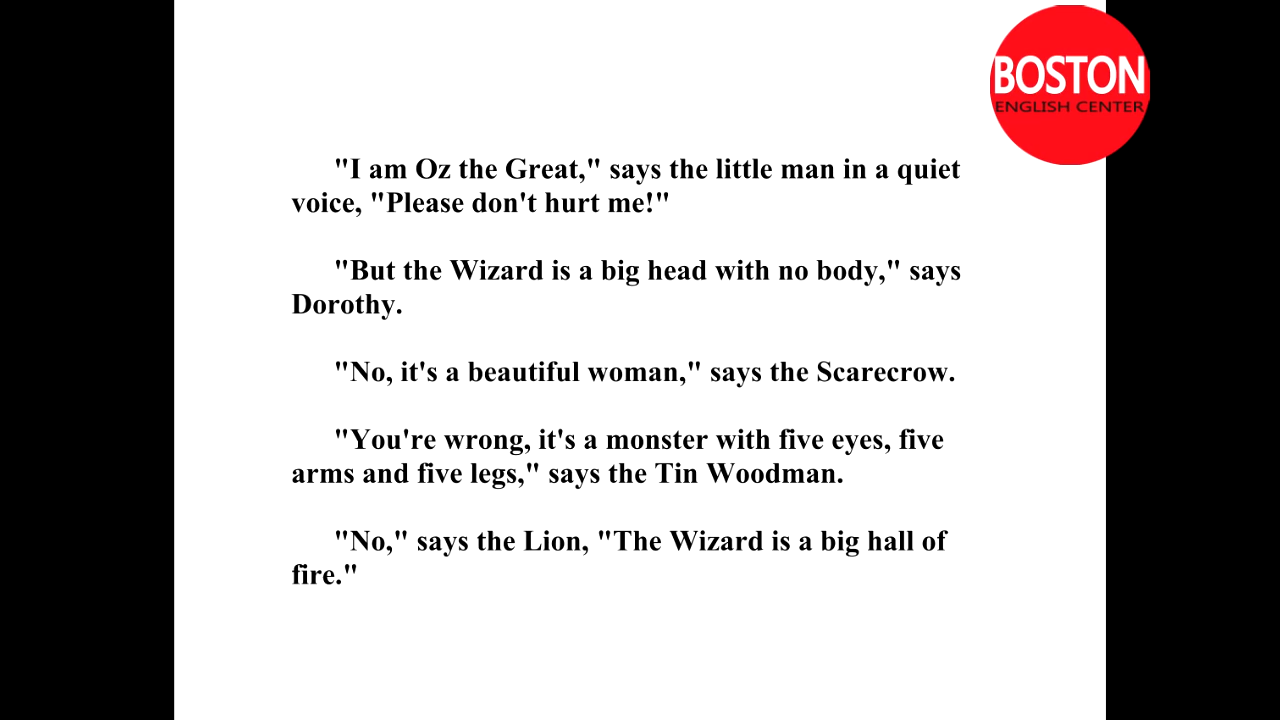 BOSTON
ENGLISH CENTER
"I am Oz the Great," says the little man in a quiet
voice, "Please don't hurt me!"
"But the Wizard is a big head with no body," says
Dorothy.
"No, it's a beautiful woman," says the Scarecrow.
"You're wrong, it's a monster with five eyes, five
arms and five legs," says the Tin Woodman.
"No," says the Lion, "The Wizard is a big hall of
fire."